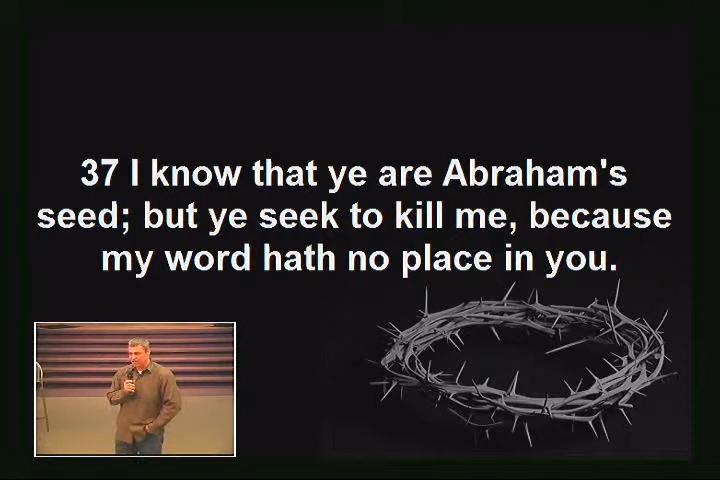 37 I know that ye are Abraham's
seed; but ye seek to kill me, because
my word hath no place in you.